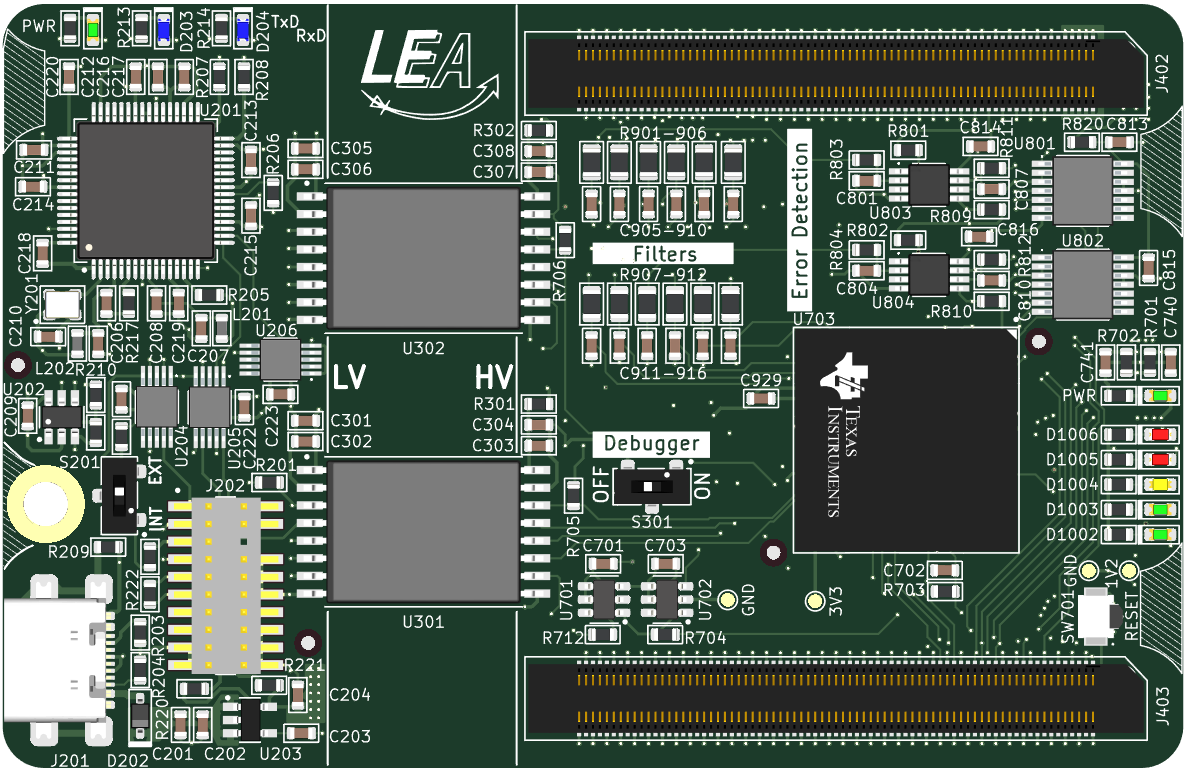 PWR
R213
D203
R214
D204
TxD
RxD
LEA
J402
C220
C212
C216
C217
R207
R208
U201
C213
R206
C211
C214
C218
C215
C305
C306
R302
C308
C307
R901-906
C905-910
Filters
R907-912
C911-916
Error Detection
R803
R801
C814
R811
U801
R820
C813
C801
U803
R809
C807
R804
R802
C816
R812
U802
C804
U804
R810
C810
C815
R706
Y201
C210
C206
R217
C208
C219
R205
L201
C207
U206
U302
L202
R210
U202
C209
U204
U205
C222
C223
LV
HV
C301
C302
R301
C304
C303
C929
U703
TEXAS
INSTRUMENTS
R701
C740
R702
C741
PWR
D1006
D1005
D1004
D1003
D1002
Debugger
OFF
ON
S301
R705
S201
EXT
INT
R201
J202
R209
R222
R203
R204
R220
R221
C204
C203
U301
C701
C703
U701
U702
R712
R704
GND
3V3
C702
R703
GND
1V2
SW701
RESET
J403
J201
D202
C201
C202
U203